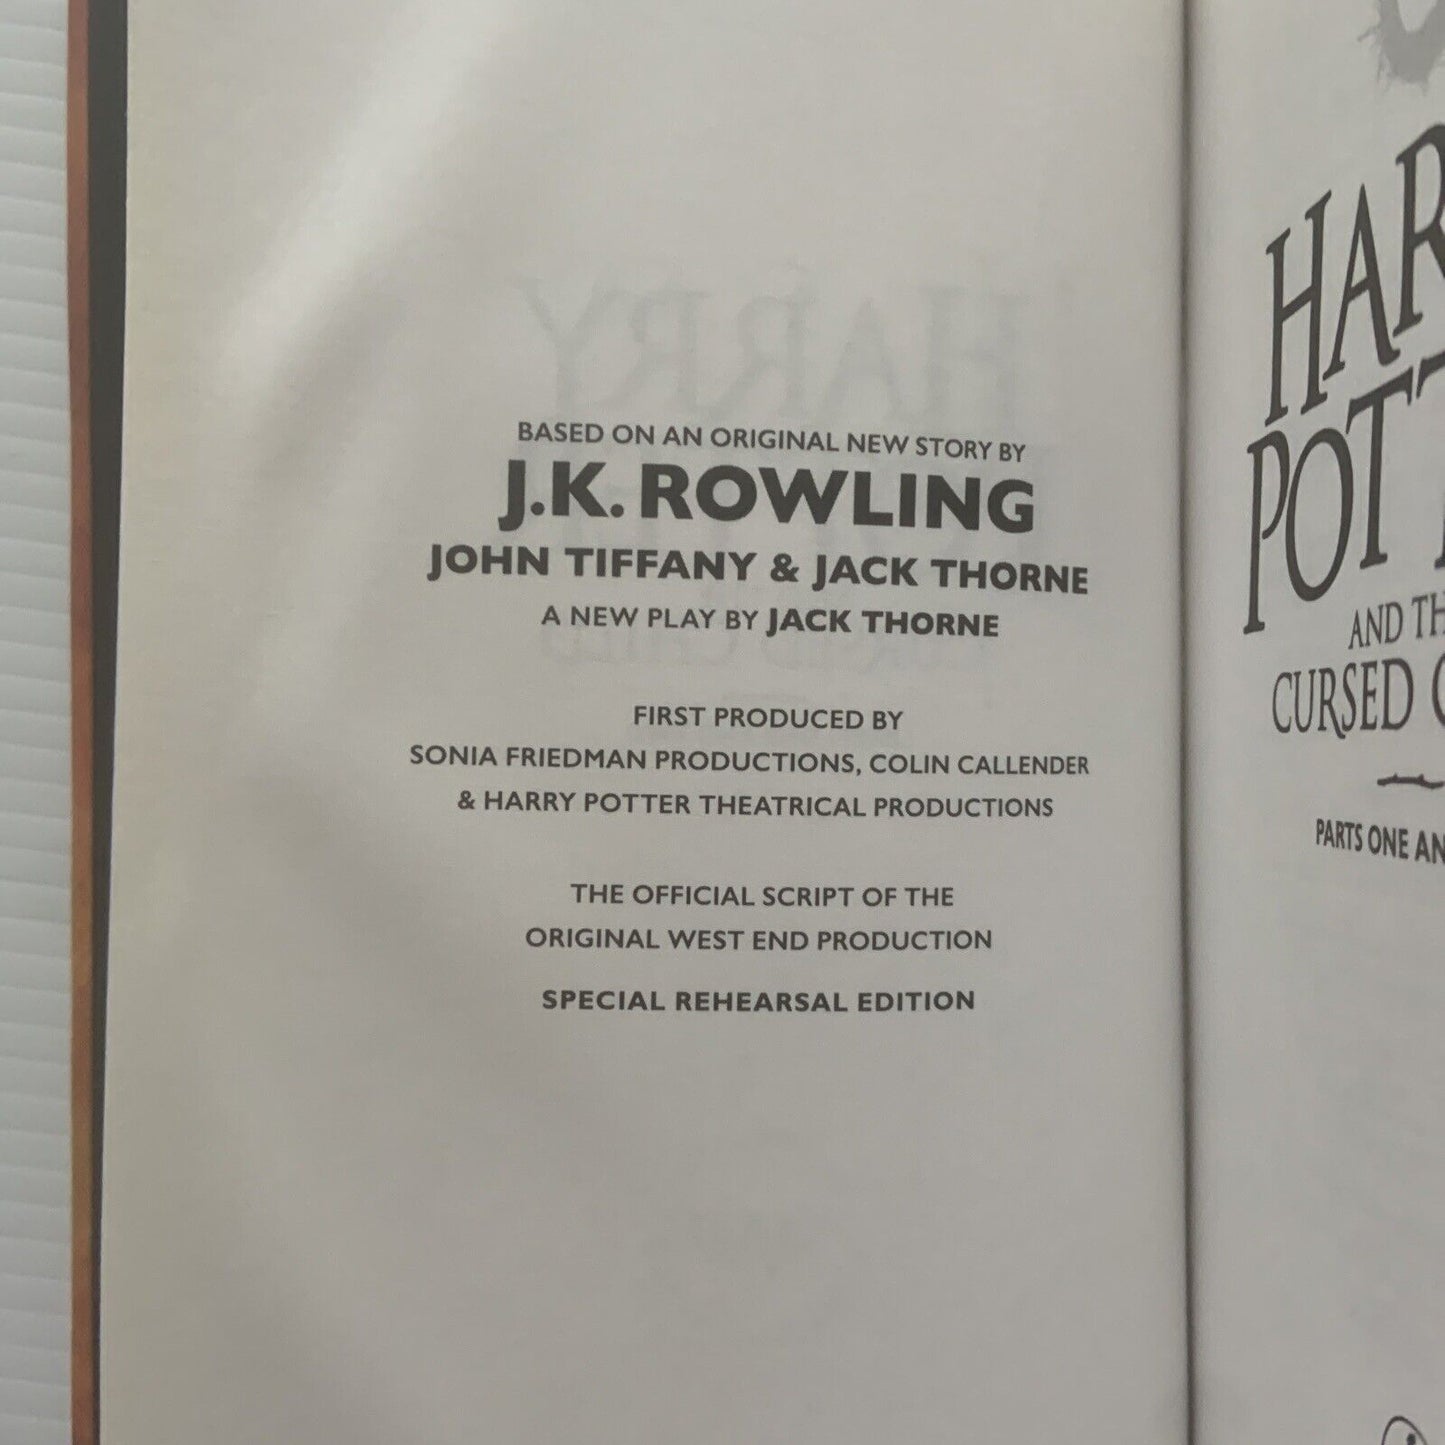 BASED ON AN ORIGINAL NEW STORY BY
J.K. ROWLING
JOHN TIFFANY & JACK THORNE
A NEW PLAY BY JACK THORNE
FIRST PRODUCED BY
SONIA FRIEDMAN PRODUCTIONS, COLIN CALLENDER
& HARRY POTTER THEATRICAL PRODUCTIONS
THE OFFICIAL SCRIPT OF THE
ORIGINAL WEST END PRODUCTION
SPECIAL REHEARSAL EDITION
HAR
POT
AND TH
CURSED C
PARTS ONE AN